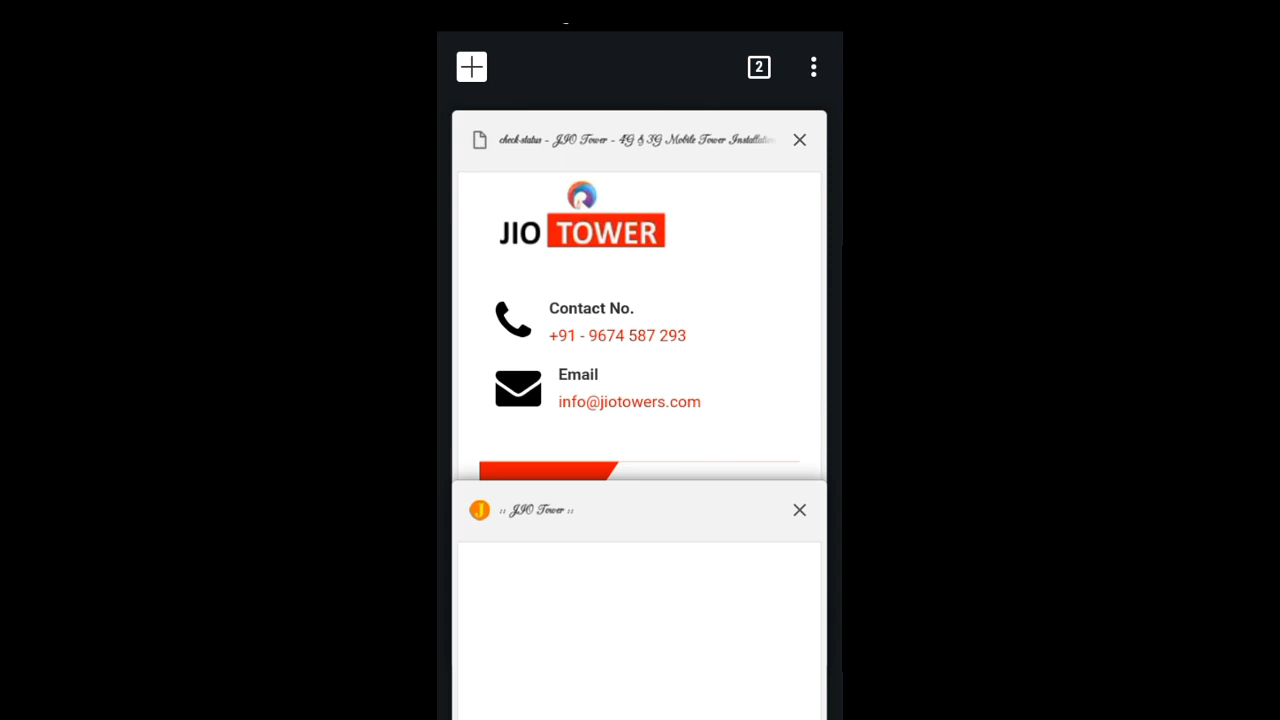 2
check-status - JIO Tower - 4G & 3G Mobile Tower Installation
JIO TOWER
Contact No.
+91 - 9674 587 293
Email
info@jiotowers.com
J
:: JIO Tower ::